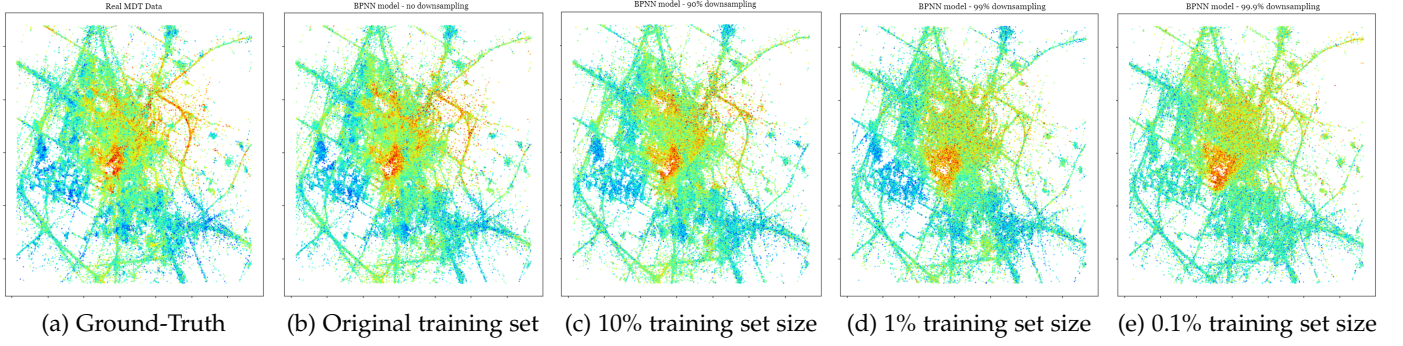 Real MDT Data
BPNN model - no downsampling
BPNN model - 90% downsampling
BPNN model - 99% downsampling
BPNN model - 99.9% downsampling
(a) Ground-Truth
(b) Original training set
(c) 10% training set size
(d) 1% training set size
(e) 0.1% training set size